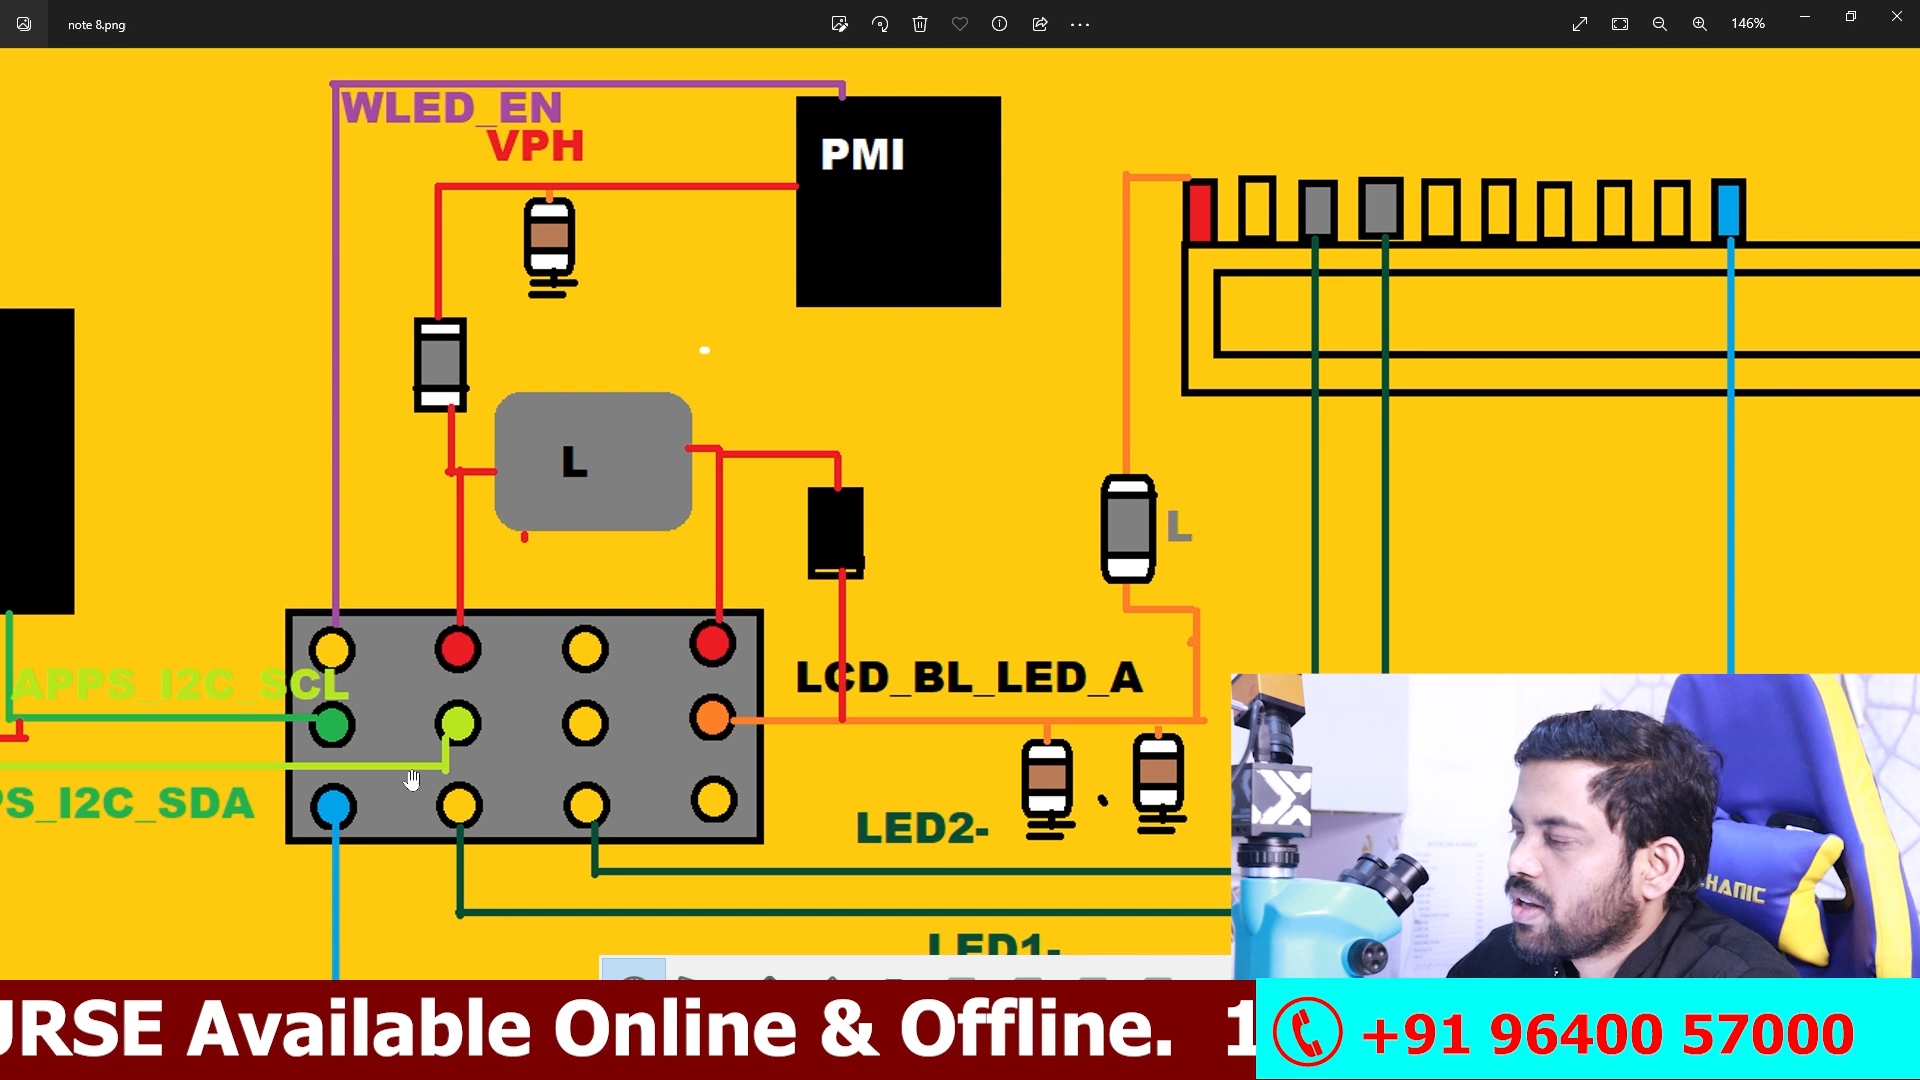 note 8.png
146%
WLED_EN
VPH
PMI
L
L
APPS_I2C_SCL
LCD_BL_LED_A
PS_I2C_SDA
LED2-
LED1-
HANIC
URSE Available Online & Offline. 1
+91 96400 57000